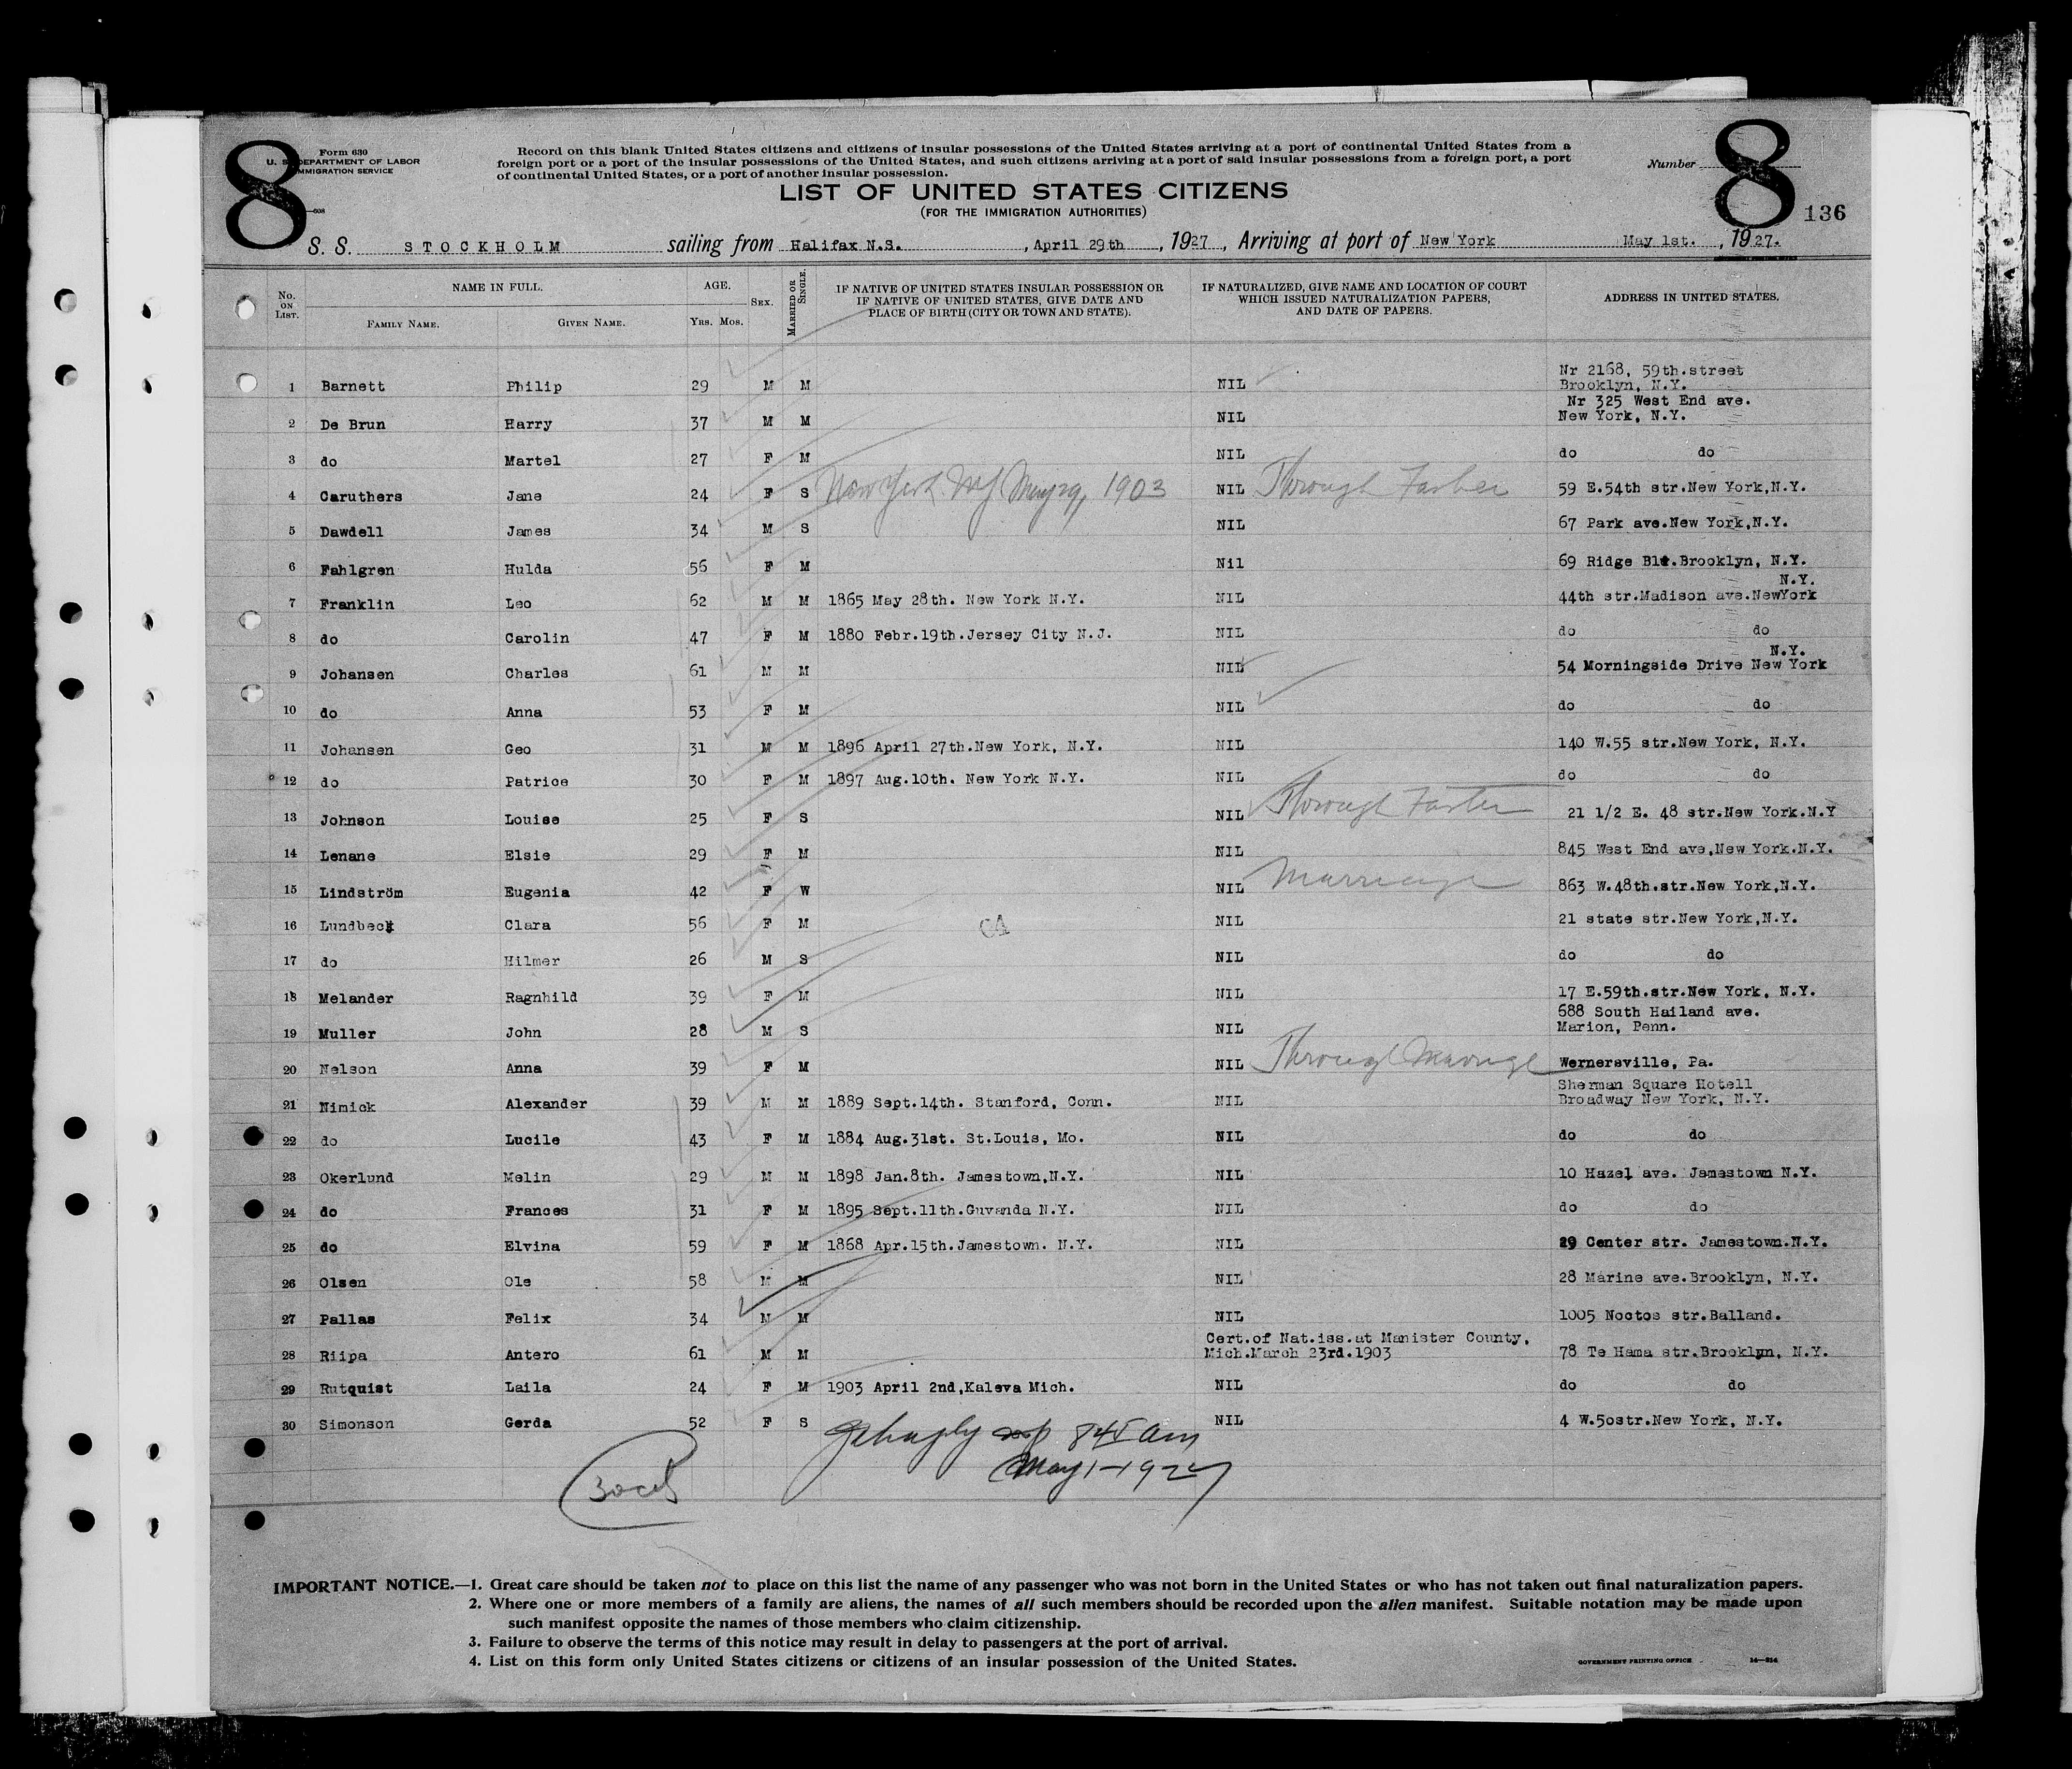 8
Form 630
U. S. DEPARTMENT OF LABOR
IMMIGRATION SERVICE
Record on this blank United States citizens and citizens of insular possessions of the United States arriving at a port of continental United States from a
foreign port or a port of the insular possessions of the United States, and such citizens arriving at a port of said insular possessions from a foreign port, a port
of continental United States, or a port of another insular possession.
Number 8
136
LIST OF UNITED STATES CITIZENS
(FOR THE IMMIGRATION AUTHORITIES)
S. S. STOCKHOLM sailing from Halifax N.S. , April 29th , 1927 , Arriving at port of New York May 1st. , 1927.
No. ON LIST. NAME IN FULL. FAMILY NAME. GIVEN NAME. AGE. YRS. MOS. SEX. MARRIED OR SINGLE. IF NATIVE OF UNITED STATES INSULAR POSSESSION OR IF NATIVE OF UNITED STATES, GIVE DATE AND PLACE OF BIRTH (CITY OR TOWN AND STATE). IF NATURALIZED, GIVE NAME AND LOCATION OF COURT WHICH ISSUED NATURALIZATION PAPERS, AND DATE OF PAPERS. ADDRESS IN UNITED STATES.
1 Barnett Philip 29 M M NIL Nr 2168, 59th.street Brooklyn, N.Y.
2 De Brun Harry 37 M M NIL Nr 325 West End ave. New York, N.Y.
3 do Martel 27 F M NIL do do
4 Caruthers Jane 24 F S New York NY May 29, 1903 NIL Through Father 59 E.54th str.New York,N.Y.
5 Dawdell James 34 M S NIL 67 Park ave.New York,N.Y.
6 Fahlgren Hulda 56 F M Nil 69 Ridge Blv.Brooklyn, N.Y.
7 Franklin Leo 62 M M 1865 May 28th. New York N.Y. NIL 44th str.Madison ave.NewYork N.Y.
8 do Carolin 47 F M 1880 Febr.19th.Jersey City N.J. NIL do do
9 Johansen Charles 61 M M NIL 54 Morningside Drive New York N.Y.
10 do Anna 53 F M NIL do do
11 Johansen Geo 31 M M 1896 April 27th.New York, N.Y. NIL 140 W.55 str.New York, N.Y.
12 do Patrice 30 F M 1897 Aug.10th. New York N.Y. NIL do do
13 Johnson Louise 25 F S NIL Through Father 21 1/2 E. 48 str.New York.N.Y
14 Lenane Elsie 29 F M NIL 845 West End ave,New York.N.Y.
15 Lindström Eugenia 42 F W NIL Marriage 863 W.48th.str.New York,N.Y.
16 Lundbeck Clara 56 F M NIL 21 state str.New York,N.Y.
17 do Hilmer 26 M S NIL do do
18 Melander Ragnhild 39 F M NIL 17 E.59th.str.New York, N.Y.
19 Muller John 28 M S NIL 688 South Hailand ave. Marion, Penn.
20 Nelson Anna 39 F M NIL Through Marriage Wernersville, Pa.
21 Nimick Alexander 39 M M 1889 Sept.14th. Stanford, Conn. NIL Sherman Square Hotell Broadway New York, N.Y.
22 do Lucile 43 F M 1884 Aug.31st. St.Louis, Mo. NIL do do
23 Okerlund Melin 29 M M 1898 Jan.8th. Jamestown,N.Y. NIL 10 Hazel ave. Jamestown N.Y.
24 do Frances 31 F M 1895 Sept.11th.Guvanda N.Y. NIL do do
25 do Elvina 59 F M 1868 Apr.15th.Jamestown. N.Y. NIL 29 Center str. Jamestown.N.Y.
26 Olsen Ole 58 M M NIL 28 Marine ave.Brooklyn, N.Y.
27 Pallas Felix 34 M M NIL 1005 Noctos str.Balland.
28 Riipa Antero 61 M M Cert.of Nat.iss.at Manister County, Mich.March 23rd.1903 78 Te Hama str.Brooklyn, N.Y.
29 Rutquist Laila 24 F M 1903 April 2nd,Kaleva Mich. NIL do do
30 Simonson Gerda 52 F S NIL 4 W.5ostr.New York, N.Y.
845 am
May 1-1927
IMPORTANT NOTICE.—1. Great care should be taken not to place on this list the name of any passenger who was not born in the United States or who has not taken out final naturalization papers.
2. Where one or more members of a family are aliens, the names of all such members should be recorded upon the alien manifest. Suitable notation may be made upon
such manifest opposite the names of those members who claim citizenship.
3. Failure to observe the terms of this notice may result in delay to passengers at the port of arrival.
4. List on this form only United States citizens or citizens of an insular possession of the United States.
GOVERNMENT PRINTING OFFICE 14—314